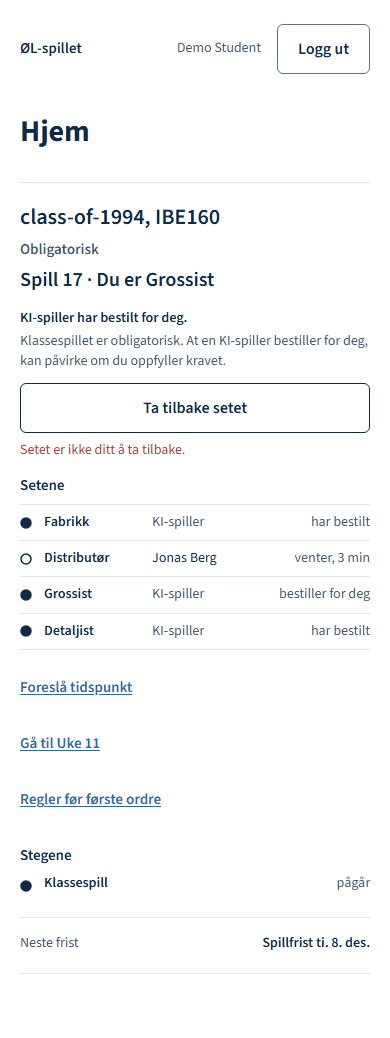 ØL-spillet Demo Student Logg ut
Hjem
class-of-1994, IBE160
Obligatorisk
Spill 17 · Du er Grossist
KI-spiller har bestilt for deg.
Klassespillet er obligatorisk. At en KI-spiller bestiller for deg,
kan påvirke om du oppfyller kravet.
Ta tilbake setet
Setet er ikke ditt å ta tilbake.
Setene
Fabrikk KI-spiller har bestilt
Distributør Jonas Berg venter, 3 min
Grossist KI-spiller bestiller for deg
Detaljist KI-spiller har bestilt
Foreslå tidspunkt
Gå til Uke 11
Regler før første ordre
Stegene
Klassespill pågår
Neste frist Spillfrist ti. 8. des.